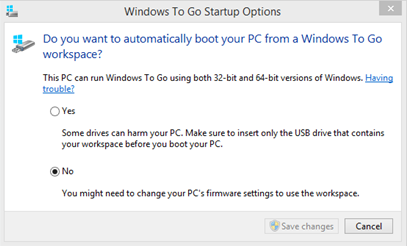 Windows To Go Startup Options
Do you want to automatically boot your PC from a Windows To Go
workspace?
This PC can run Windows To Go using both 32-bit and 64-bit versions of Windows. Having
trouble?
Yes
Some drives can harm your PC. Make sure to insert only the USB drive that contains
your workspace before you boot your PC.
No
You might need to change your PC's firmware settings to use the workspace.
Save changes Cancel